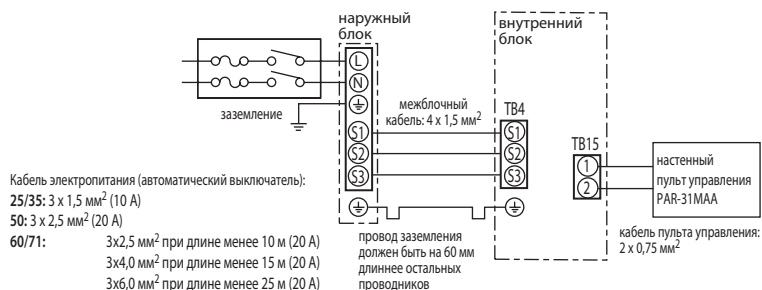 наружный
блок
внутренний
блок
L
N
заземление
межблочный
кабель: 4 x 1,5 мм²
TB4
S1
S2
S3
S1
S2
S3
TB15
1
2
настенный
пульт управления
PAR-31MAA
кабель пульта управления:
2 x 0,75 мм²
провод заземления
должен быть на 60 мм
длиннее остальных
проводников
Кабель электропитания (автоматический выключатель):
25/35: 3 x 1,5 мм² (10 А)
50: 3 x 2,5 мм² (20 А)
60/71: 3x2,5 мм² при длине менее 10 м (20 А)
3x4,0 мм² при длине менее 15 м (20 А)
3x6,0 мм² при длине менее 25 м (20 А)